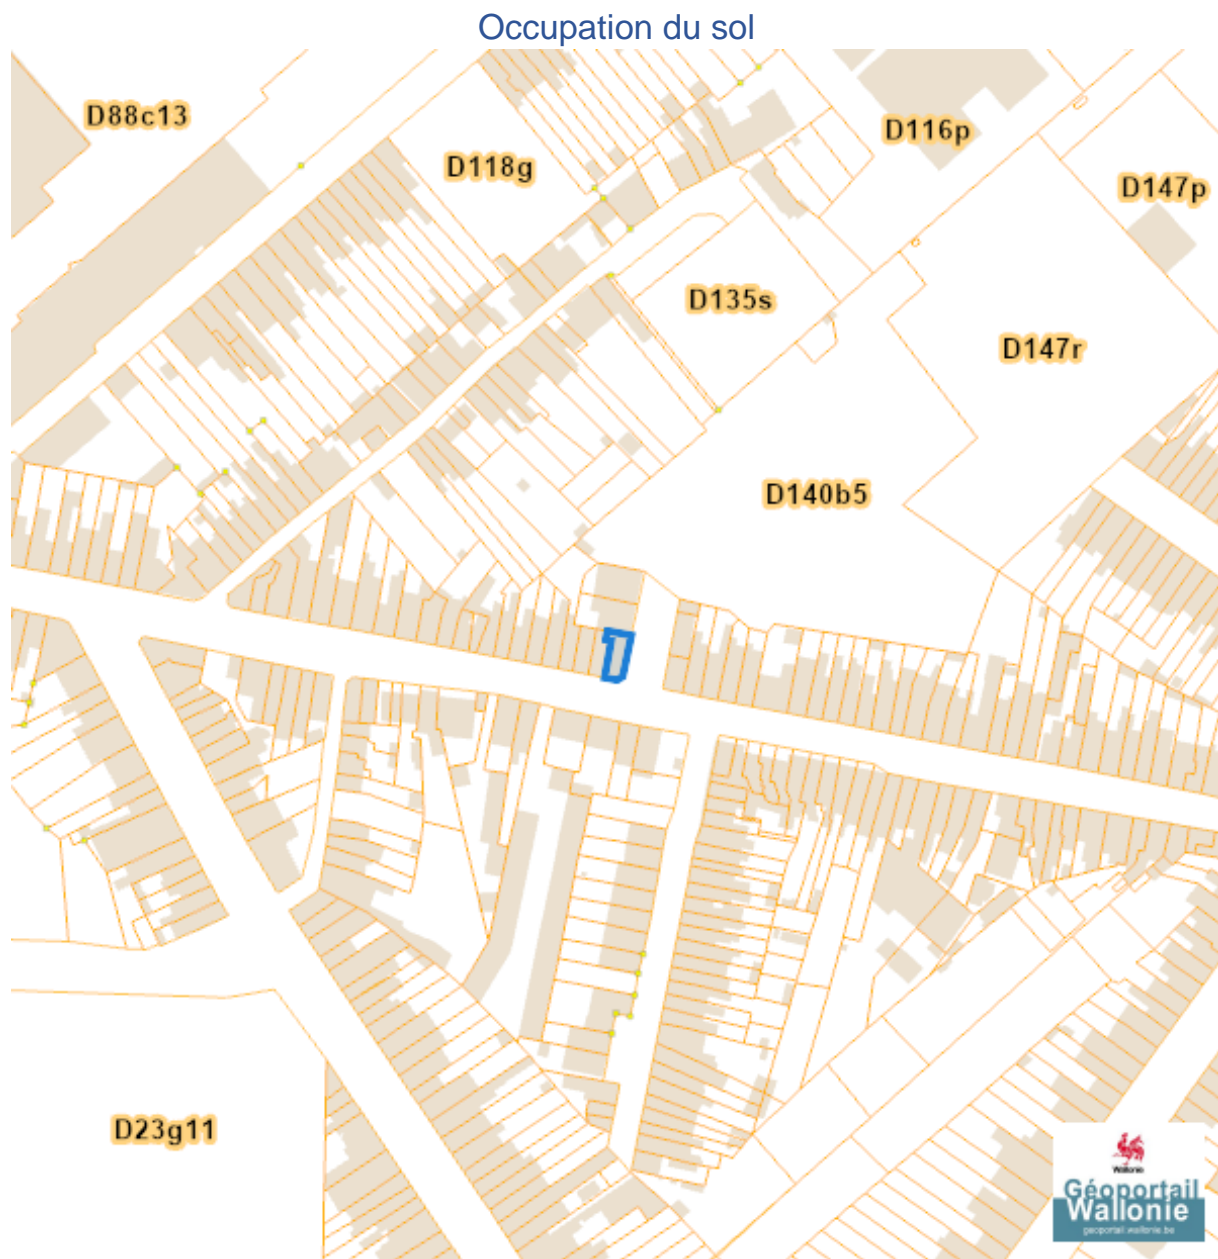 Occupation du sol
D88c13
D118g
D116p
D147p
D135s
D147r
D140b5
D23g11
Wallonie
Géoportail
Wallonie
geoportail.wallonie.be